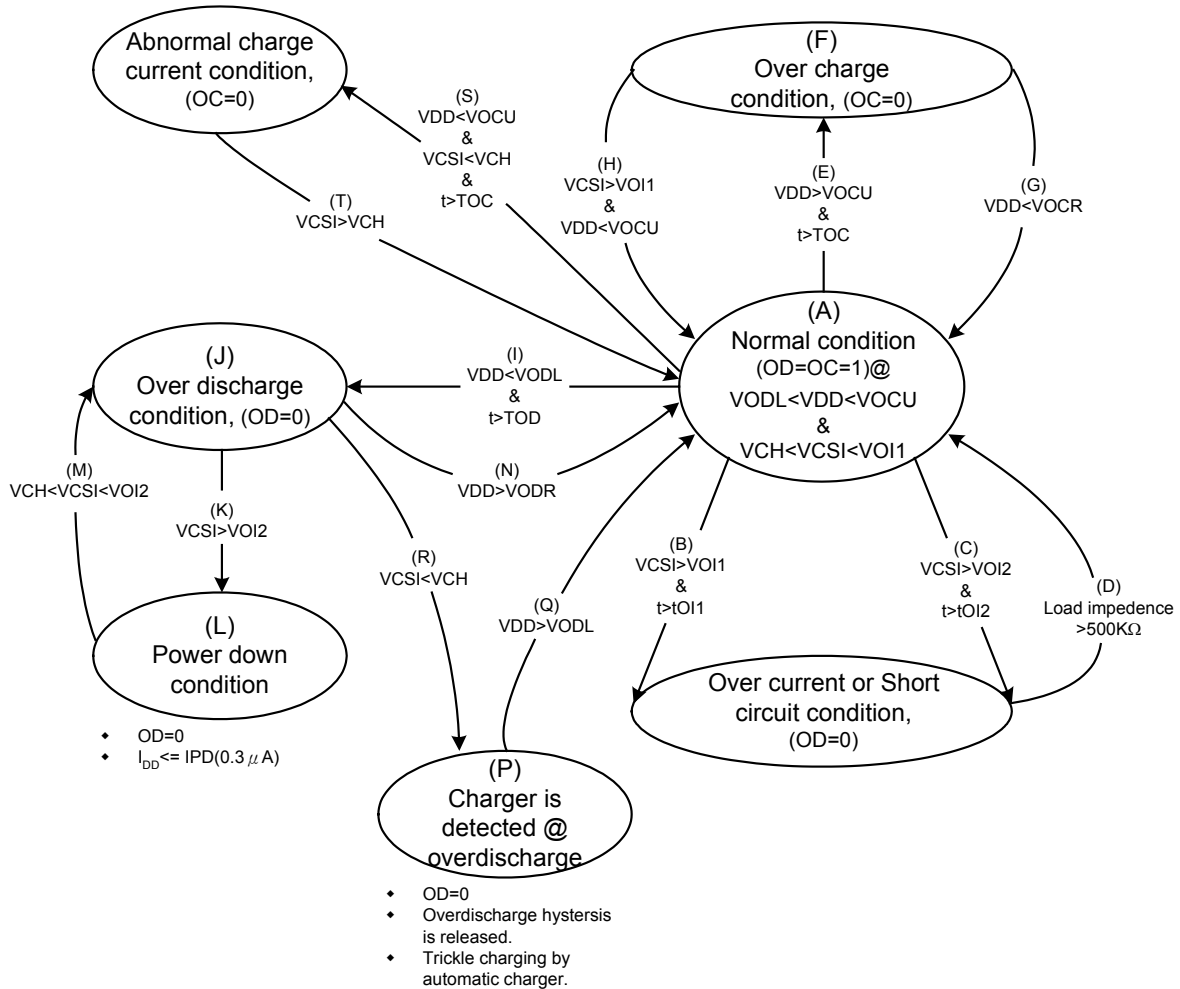 Abnormal charge
current condition,
(OC=0)
(S)
VDD<VOCU
&
VCSI<VCH
&
t>TOC
(T)
VCSI>VCH
(F)
Over charge
condition, (OC=0)
(H)
VCSI>VOI1
&
VDD<VOCU
(E)
VDD>VOCU
&
t>TOC
(G)
VDD<VOCR
(A)
Normal condition
(OD=OC=1)@
VODL<VDD<VOCU
&
VCH<VCSI<VOI1
(J)
Over discharge
condition, (OD=0)
(I)
VDD<VODL
&
t>TOD
(N)
VDD>VODR
(M)
VCH<VCSI<VOI2
(K)
VCSI>VOI2
(R)
VCSI<VCH
(Q)
VDD>VODL
(B)
VCSI>VOI1
&
t>tOI1
(C)
VCSI>VOI2
&
t>tOI2
(D)
Load impedence
>500KΩ
(L)
Power down
condition
◆ OD=0
◆ IDD<= IPD(0.3 μ A)
Over current or Short
circuit condition,
(OD=0)
(P)
Charger is
detected @
overdischarge
◆ OD=0
◆ Overdischarge hystersis
is released.
◆ Trickle charging by
automatic charger.